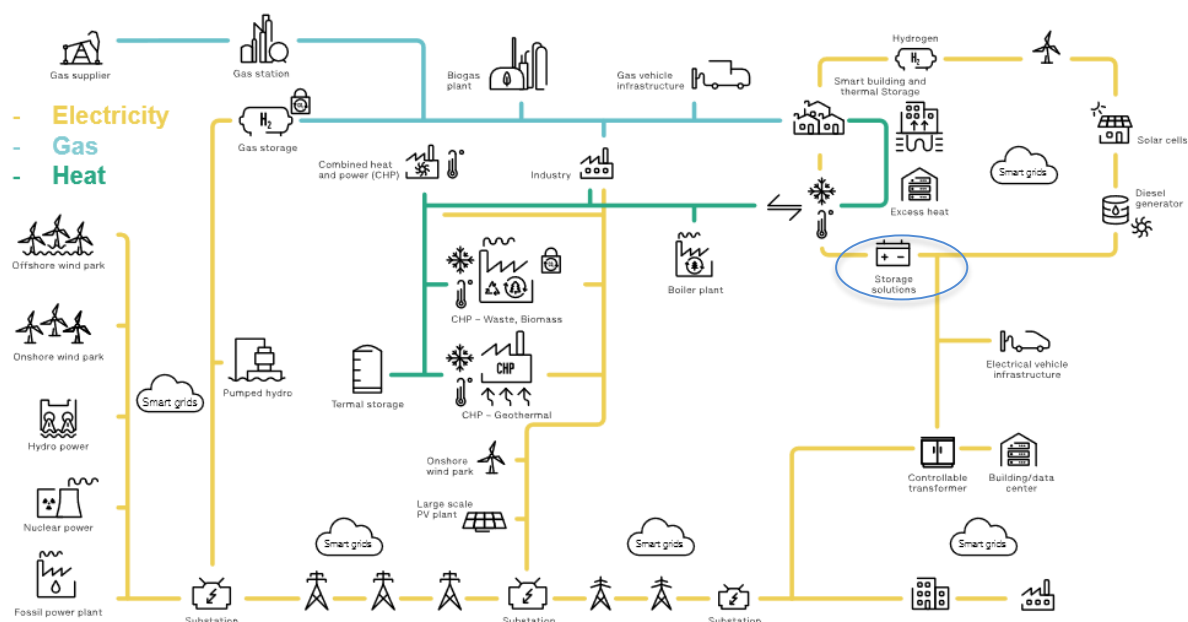 Gas supplier
Gas station
Biogas
plant
Gas vehicle
infrastructure
Hydrogen
H2
Smart building and
thermal Storage
- Electricity
- Gas
- Heat
H2
Gas storage
Combined heat
and power (CHP)
Industry
Smart grids
Solar cells
Excess heat
Diesel
generator
Offshore wind park
Boiler plant
Storage
solutions
CHP – Waste, Biomass
Onshore wind park
Smart grids
Pumped hydro
Termal storage
CHP
CHP – Geothermal
Electrical vehicle
infrastructure
Hydro power
Onshore
wind park
Controllable
transformer
Building/data
center
Large scale
PV plant
Nuclear power
Smart grids
Smart grids
Smart grids
Fossil power plant
Substation
Substation
Substation